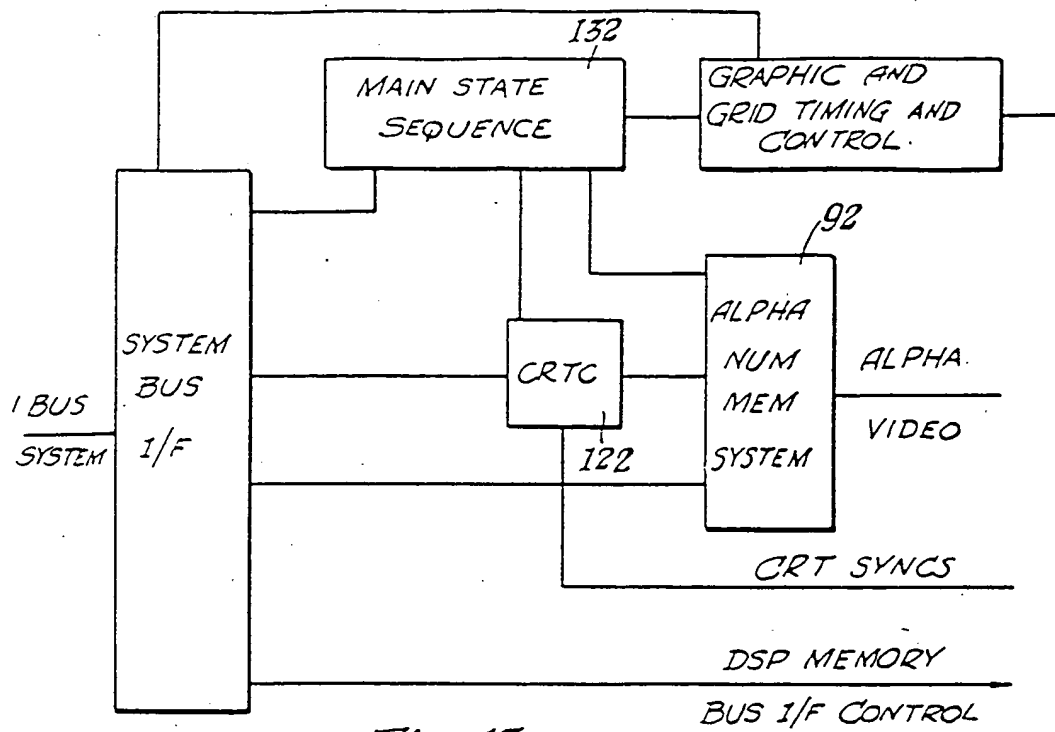 132
MAIN STATE
SEQUENCE
GRAPHIC AND
GRID TIMING AND
CONTROL.
92
SYSTEM
BUS
I/F
I BUS
SYSTEM
CRTC
122
ALPHA
NUM
MEM
SYSTEM
ALPHA
VIDEO
CRT SYNCS
DSP MEMORY
BUS I/F CONTROL